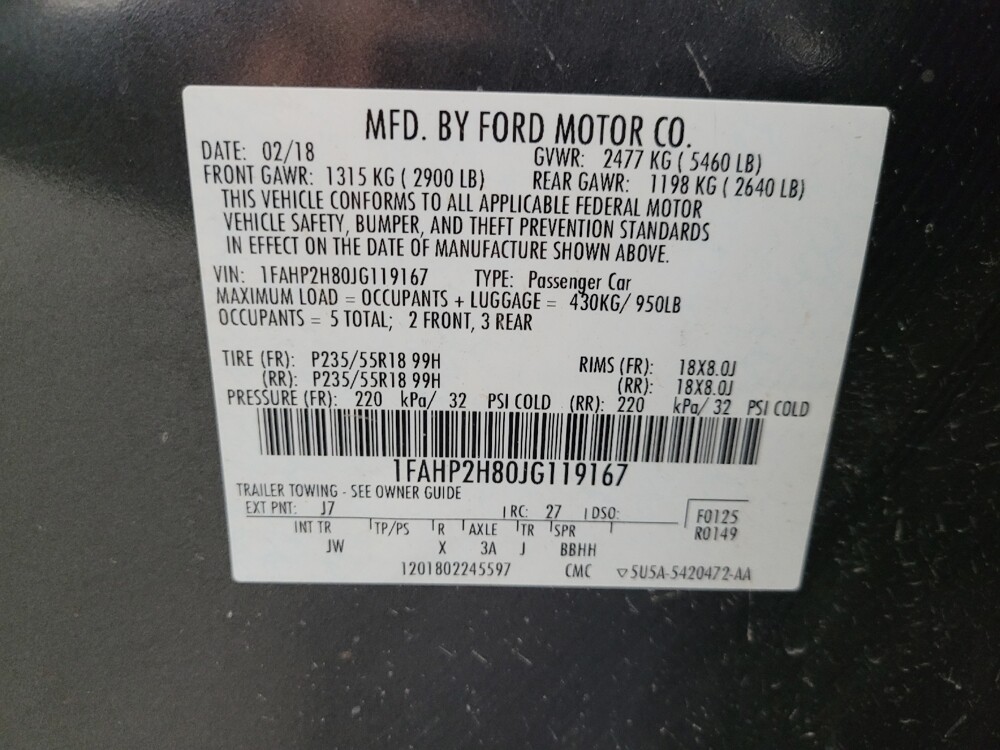 MFD. BY FORD MOTOR CO.
DATE: 02/18 GVWR: 2477 KG ( 5460 LB)
FRONT GAWR: 1315 KG ( 2900 LB) REAR GAWR: 1198 KG ( 2640 LB)
THIS VEHICLE CONFORMS TO ALL APPLICABLE FEDERAL MOTOR
VEHICLE SAFETY, BUMPER, AND THEFT PREVENTION STANDARDS
IN EFFECT ON THE DATE OF MANUFACTURE SHOWN ABOVE.
VIN: 1FAHP2H80JG119167 TYPE: Passenger Car
MAXIMUM LOAD = OCCUPANTS + LUGGAGE = 430KG/ 950LB
OCCUPANTS = 5 TOTAL; 2 FRONT, 3 REAR
TIRE (FR): P235/55R18 99H RIMS (FR): 18X8.0J
(RR): P235/55R18 99H (RR): 18X8.0J
PRESSURE (FR): 220 kPa/ 32 PSI COLD (RR): 220 kPa/ 32 PSI COLD
1FAHP2H80JG119167
TRAILER TOWING - SEE OWNER GUIDE
EXT PNT: J7 RC: 27 DSO: F0125
INT TR TP/PS R AXLE TR SPR R0149
JW X 3A J BBHH
1201802245597 CMC ▽5U5A-5420472-AA